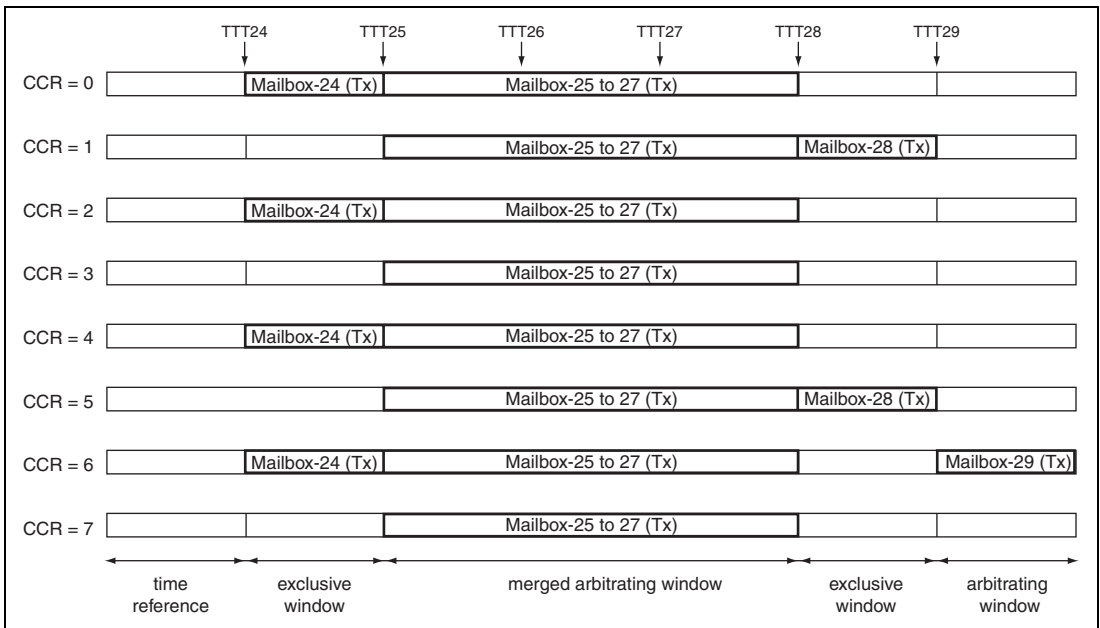 TTT24 TTT25 TTT26 TTT27 TTT28 TTT29
CCR = 0 Mailbox-24 (Tx) Mailbox-25 to 27 (Tx)
CCR = 1 Mailbox-25 to 27 (Tx) Mailbox-28 (Tx)
CCR = 2 Mailbox-24 (Tx) Mailbox-25 to 27 (Tx)
CCR = 3 Mailbox-25 to 27 (Tx)
CCR = 4 Mailbox-24 (Tx) Mailbox-25 to 27 (Tx)
CCR = 5 Mailbox-25 to 27 (Tx) Mailbox-28 (Tx)
CCR = 6 Mailbox-24 (Tx) Mailbox-25 to 27 (Tx) Mailbox-29 (Tx)
CCR = 7 Mailbox-25 to 27 (Tx)
time exclusive merged arbitrating window exclusive arbitrating
reference window window window